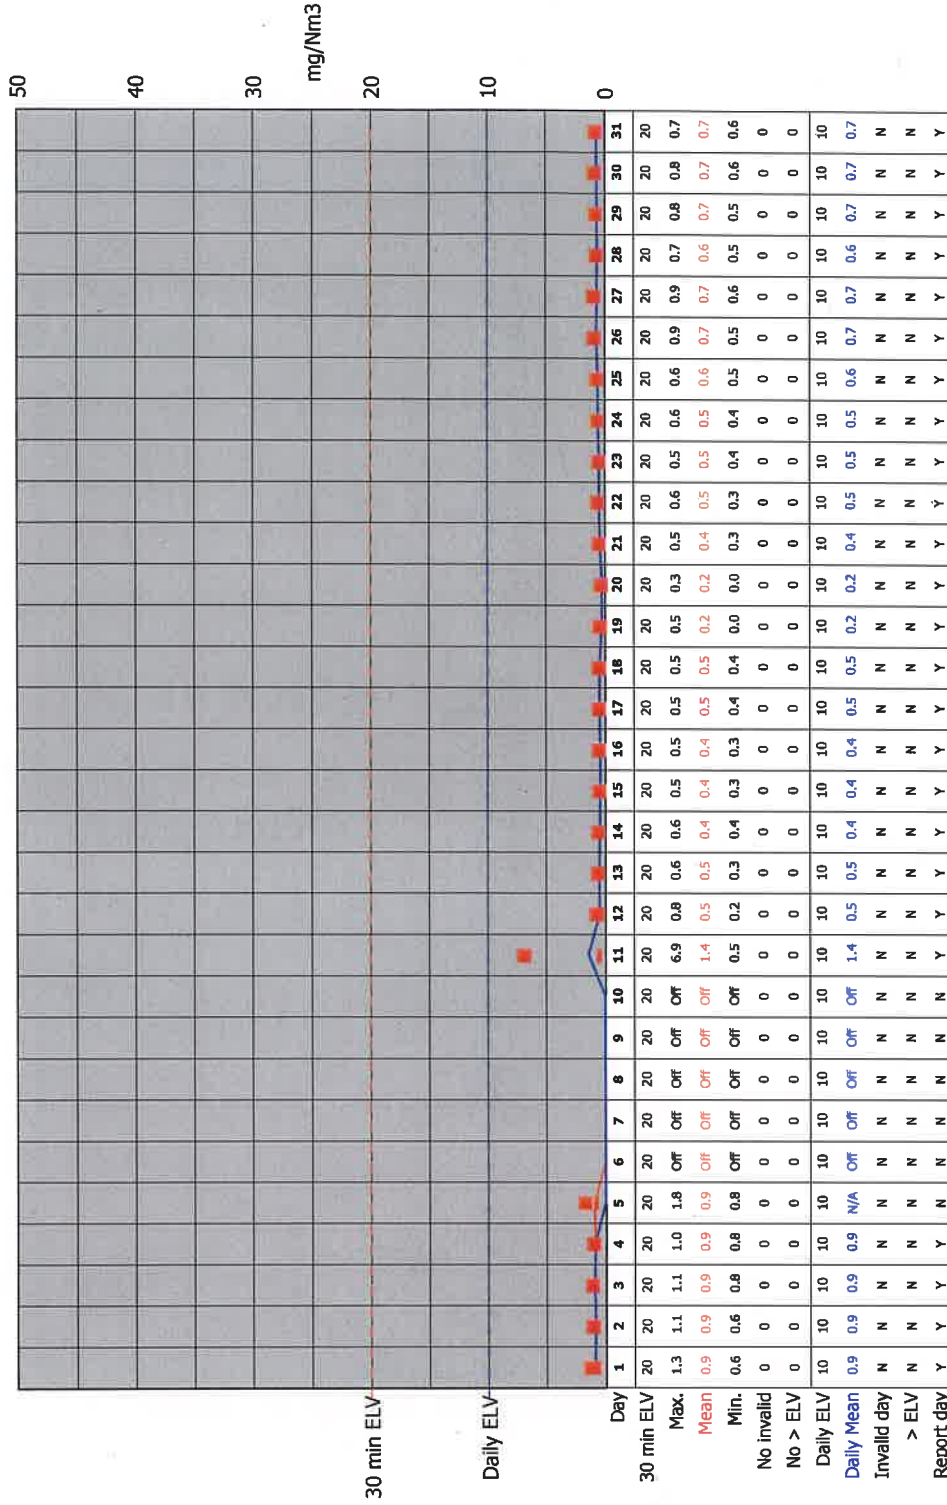 50
40
30
mg/Nm3
30 min ELV 20
Daily ELV 10
0
Day 1 2 3 4 5 6 7 8 9 10 11 12 13 14 15 16 17 18 19 20 21 22 23 24 25 26 27 28 29 30 31
30 min ELV 20 20 20 20 20 20 20 20 20 20 20 20 20 20 20 20 20 20 20 20 20 20 20 20 20 20 20 20 20 20 20
Max. 1.3 1.1 1.1 1.0 1.8 Off Off Off Off Off 6.9 0.8 0.6 0.6 0.5 0.5 0.5 0.5 0.5 0.3 0.5 0.6 0.5 0.6 0.6 0.9 0.9 0.7 0.8 0.8 0.7
Mean 0.9 0.9 0.9 0.9 0.9 Off Off Off Off Off 1.4 0.5 0.5 0.4 0.4 0.4 0.5 0.5 0.2 0.2 0.4 0.5 0.5 0.5 0.6 0.7 0.7 0.6 0.7 0.7 0.7
Min. 0.6 0.6 0.8 0.8 0.8 Off Off Off Off Off 0.5 0.2 0.3 0.4 0.3 0.3 0.4 0.4 0.0 0.0 0.3 0.3 0.4 0.4 0.5 0.5 0.6 0.5 0.5 0.6 0.6
No invalid 0 0 0 0 0 0 0 0 0 0 0 0 0 0 0 0 0 0 0 0 0 0 0 0 0 0 0 0 0 0 0
No > ELV 0 0 0 0 0 0 0 0 0 0 0 0 0 0 0 0 0 0 0 0 0 0 0 0 0 0 0 0 0 0 0
Daily ELV 10 10 10 10 10 10 10 10 10 10 10 10 10 10 10 10 10 10 10 10 10 10 10 10 10 10 10 10 10 10 10
Daily Mean 0.9 0.9 0.9 0.9 N/A Off Off Off Off Off 1.4 0.5 0.5 0.4 0.4 0.4 0.5 0.5 0.2 0.2 0.4 0.5 0.5 0.5 0.6 0.7 0.7 0.6 0.7 0.7 0.7
Invalid day N N N N N N N N N N N N N N N N N N N N N N N N N N N N N N N
> ELV N N N N N N N N N N N N N N N N N N N N N N N N N N N N N N N
Report day Y Y Y Y N N N N N N Y Y Y Y Y Y Y Y Y Y Y Y Y Y Y Y Y Y Y Y Y